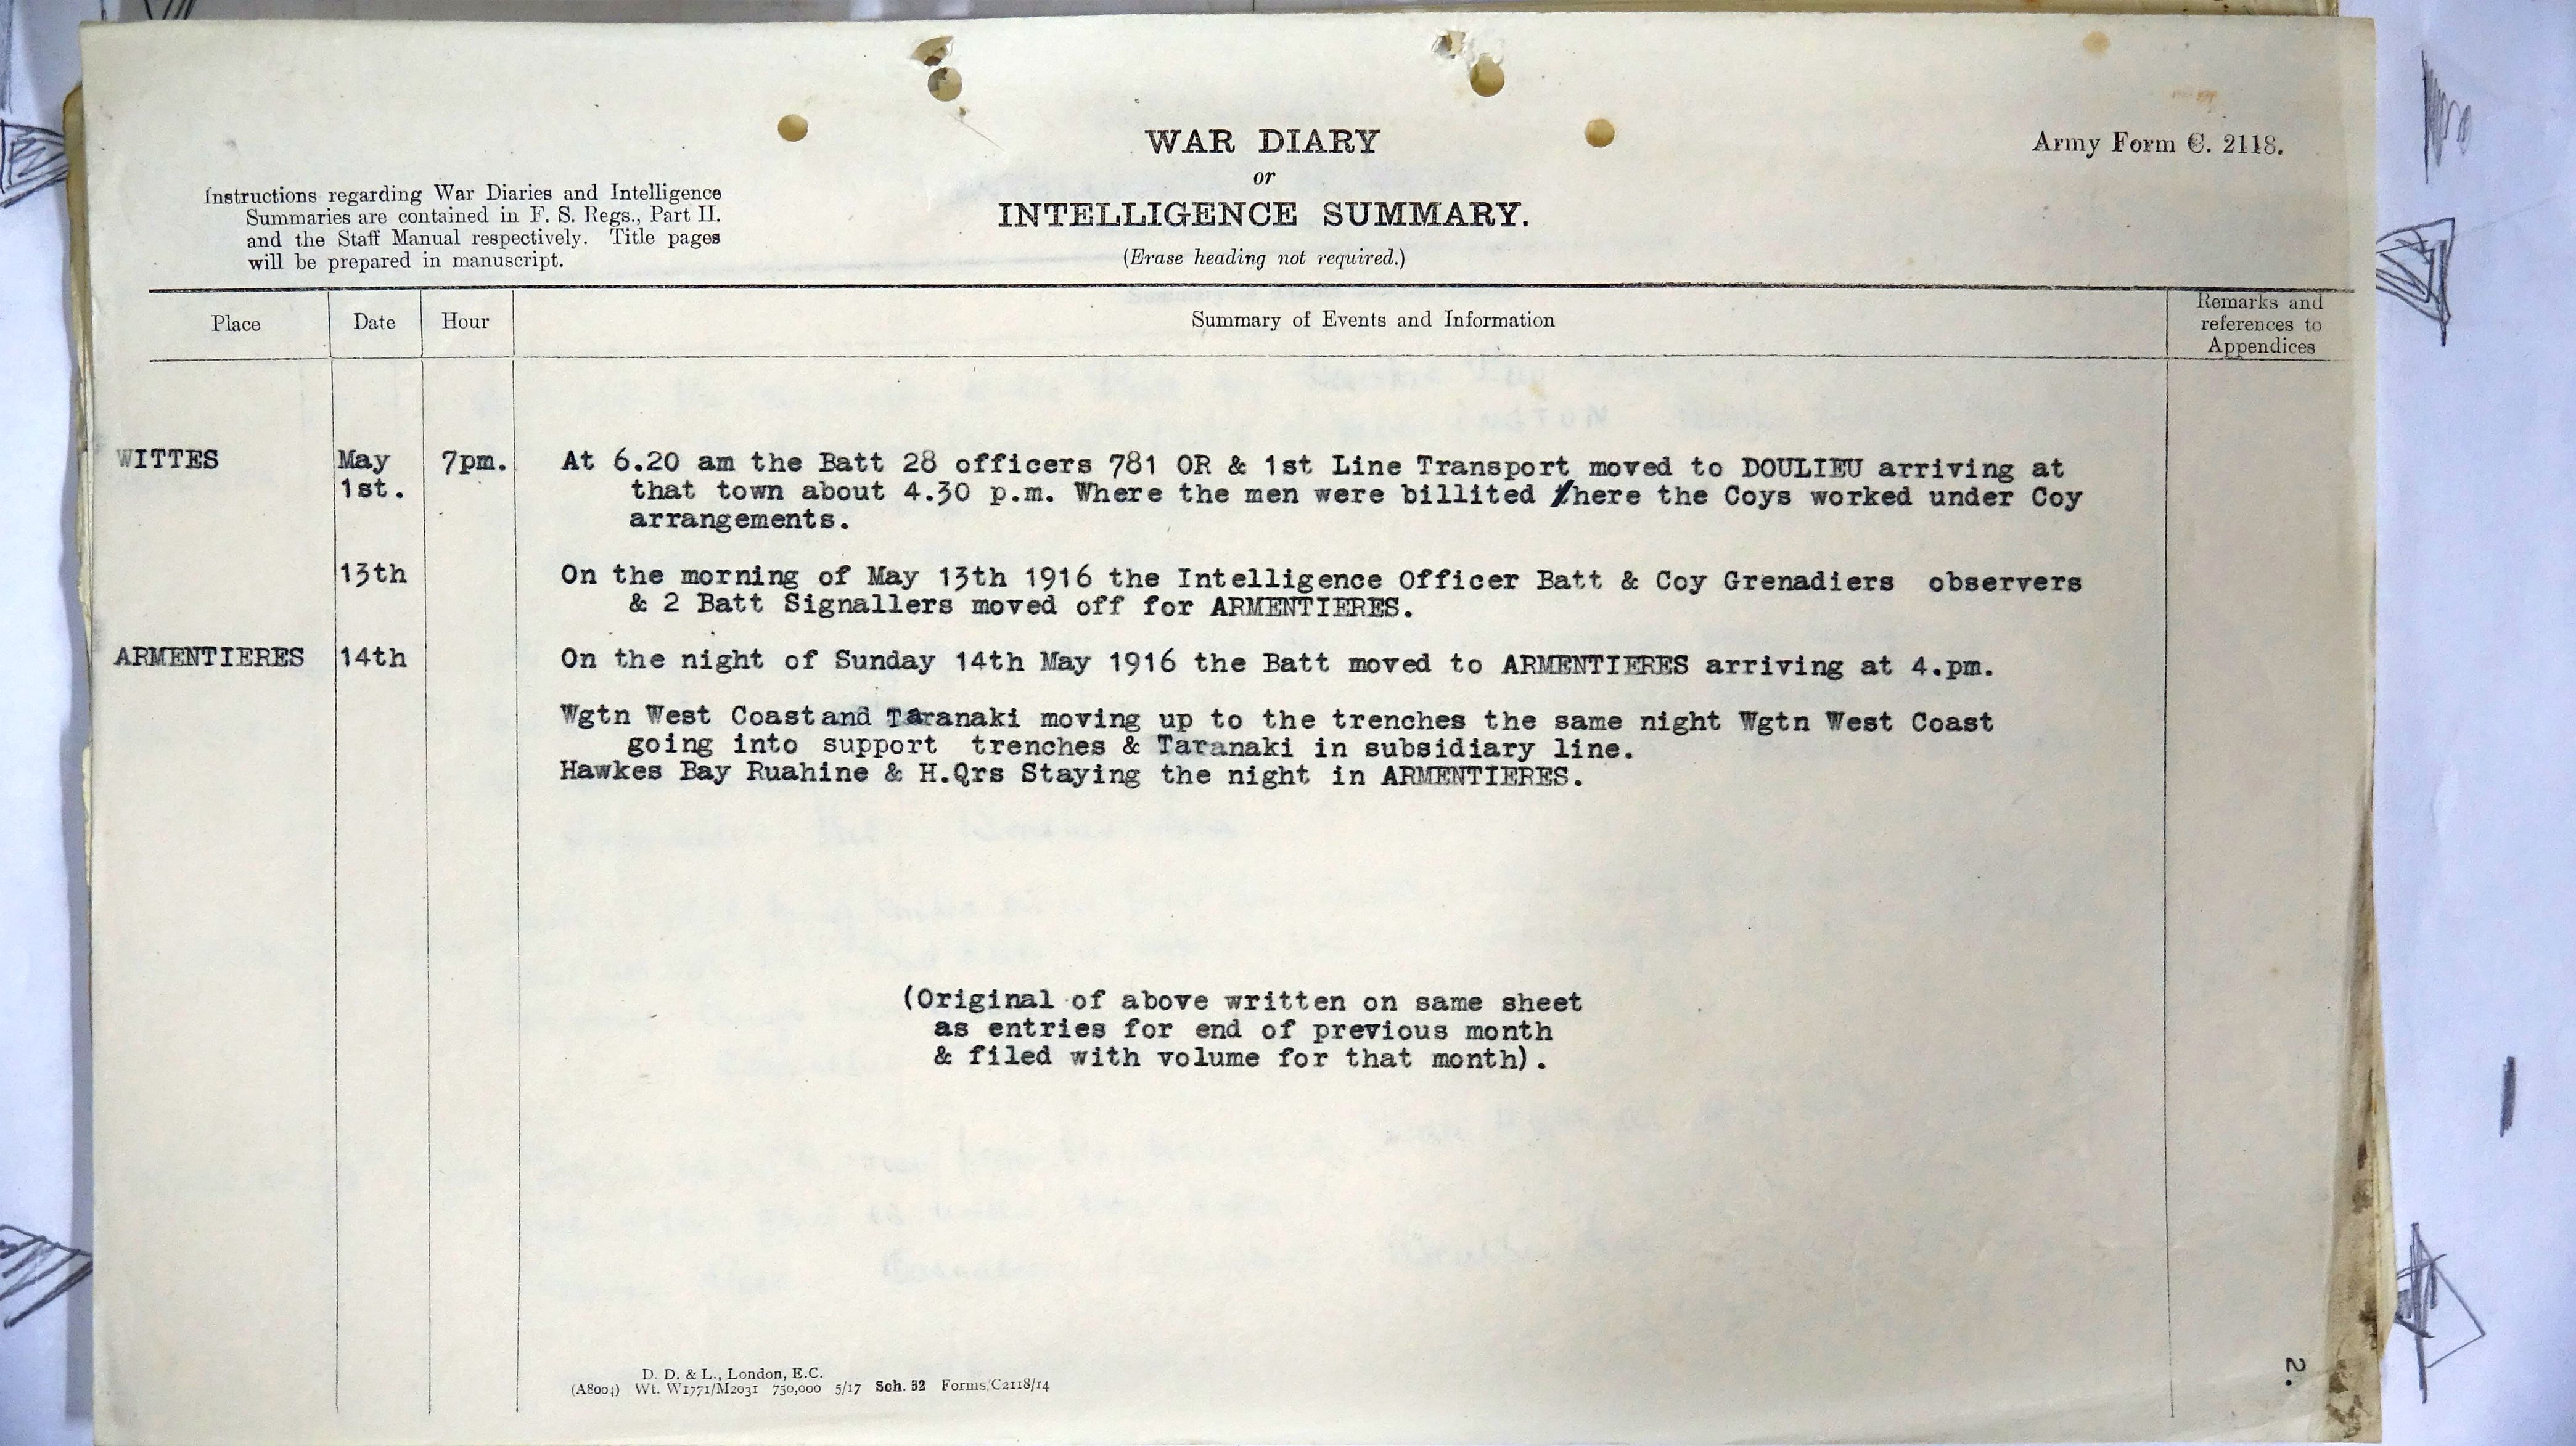 WAR DIARY
or
INTELLIGENCE SUMMARY.
(Erase heading not required.)
Army Form C. 2118.
Instructions regarding War Diaries and Intelligence
Summaries are contained in F. S. Regs., Part II.
and the Staff Manual respectively. Title pages
will be prepared in manuscript.
Place Date Hour Summary of Events and Information Remarks and
references to
Appendices
WITTES May 7pm. At 6.20 am the Batt 28 officers 781 OR & 1st Line Transport moved to DOULIEU arriving at
1st. that town about 4.30 p.m. Where the men were billited here the Coys worked under Coy
arrangements.
13th On the morning of May 13th 1916 the Intelligence Officer Batt & Coy Grenadiers observers
& 2 Batt Signallers moved off for ARMENTIERES.
ARMENTIERES 14th On the night of Sunday 14th May 1916 the Batt moved to ARMENTIERES arriving at 4.pm.
Wgtn West Coast and Taranaki moving up to the trenches the same night Wgtn West Coast
going into support trenches & Taranaki in subsidiary line.
Hawkes Bay Ruahine & H.Qrs Staying the night in ARMENTIERES.
(Original of above written on same sheet
as entries for end of previous month
& filed with volume for that month).
D. D. & L., London, E.C.
(A8004) Wt. W1771/M2031 750,000 5/17 Sch. 52 Forms/C2118/14
2.